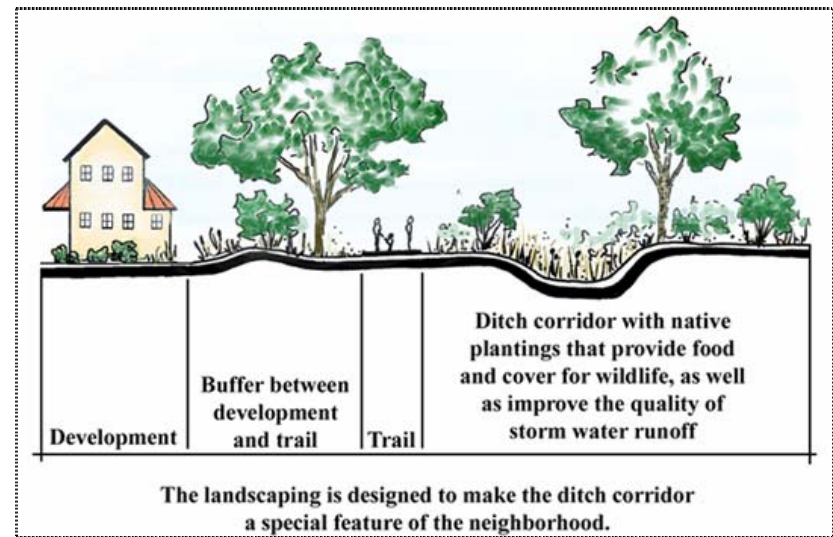 Development
Buffer between
development
and trail
Trail
Ditch corridor with native
plantings that provide food
and cover for wildlife, as well
as improve the quality of
storm water runoff
The landscaping is designed to make the ditch corridor
a special feature of the neighborhood.